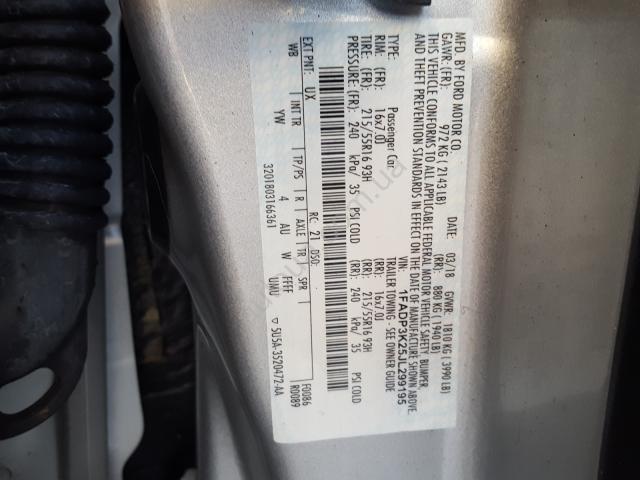 MFD BY FORD MOTOR CO. DATE: 03/18 GVWR: 1810 KG ( 3990 LB)
GAWR: (FR): 972 KG ( 2143 LB) (RR): 880 KG ( 1940 LB)
THIS VEHICLE CONFORMS TO ALL APPLICABLE FEDERAL MOTOR VEHICLE SAFETY, BUMPER,
AND THEFT PREVENTION STANDARDS IN EFFECT ON THE DATE OF MANUFACTURE SHOWN ABOVE.
VIN: 1FADP3K25JL299195
TYPE: Passenger Car TRAILER TOWING - SEE OWNER GUIDE
RIM: (FR): 16x7.0J (RR): 16x7.0J
TIRE: (FR): 215/55R16 93H (RR): 215/55R16 93H
PRESSURE: (FR): 240 kPa/ 35 PSI COLD (RR): 240 kPa/ 35 PSI COLD
EXT PNT: UX RC: 21 DSO: F0086
WB INT TR TP/PS R AXLE TR SPR R0089
YW 4 AU W FFFF UMU
3201803166361 ▽ 5U5A-3520472-AA